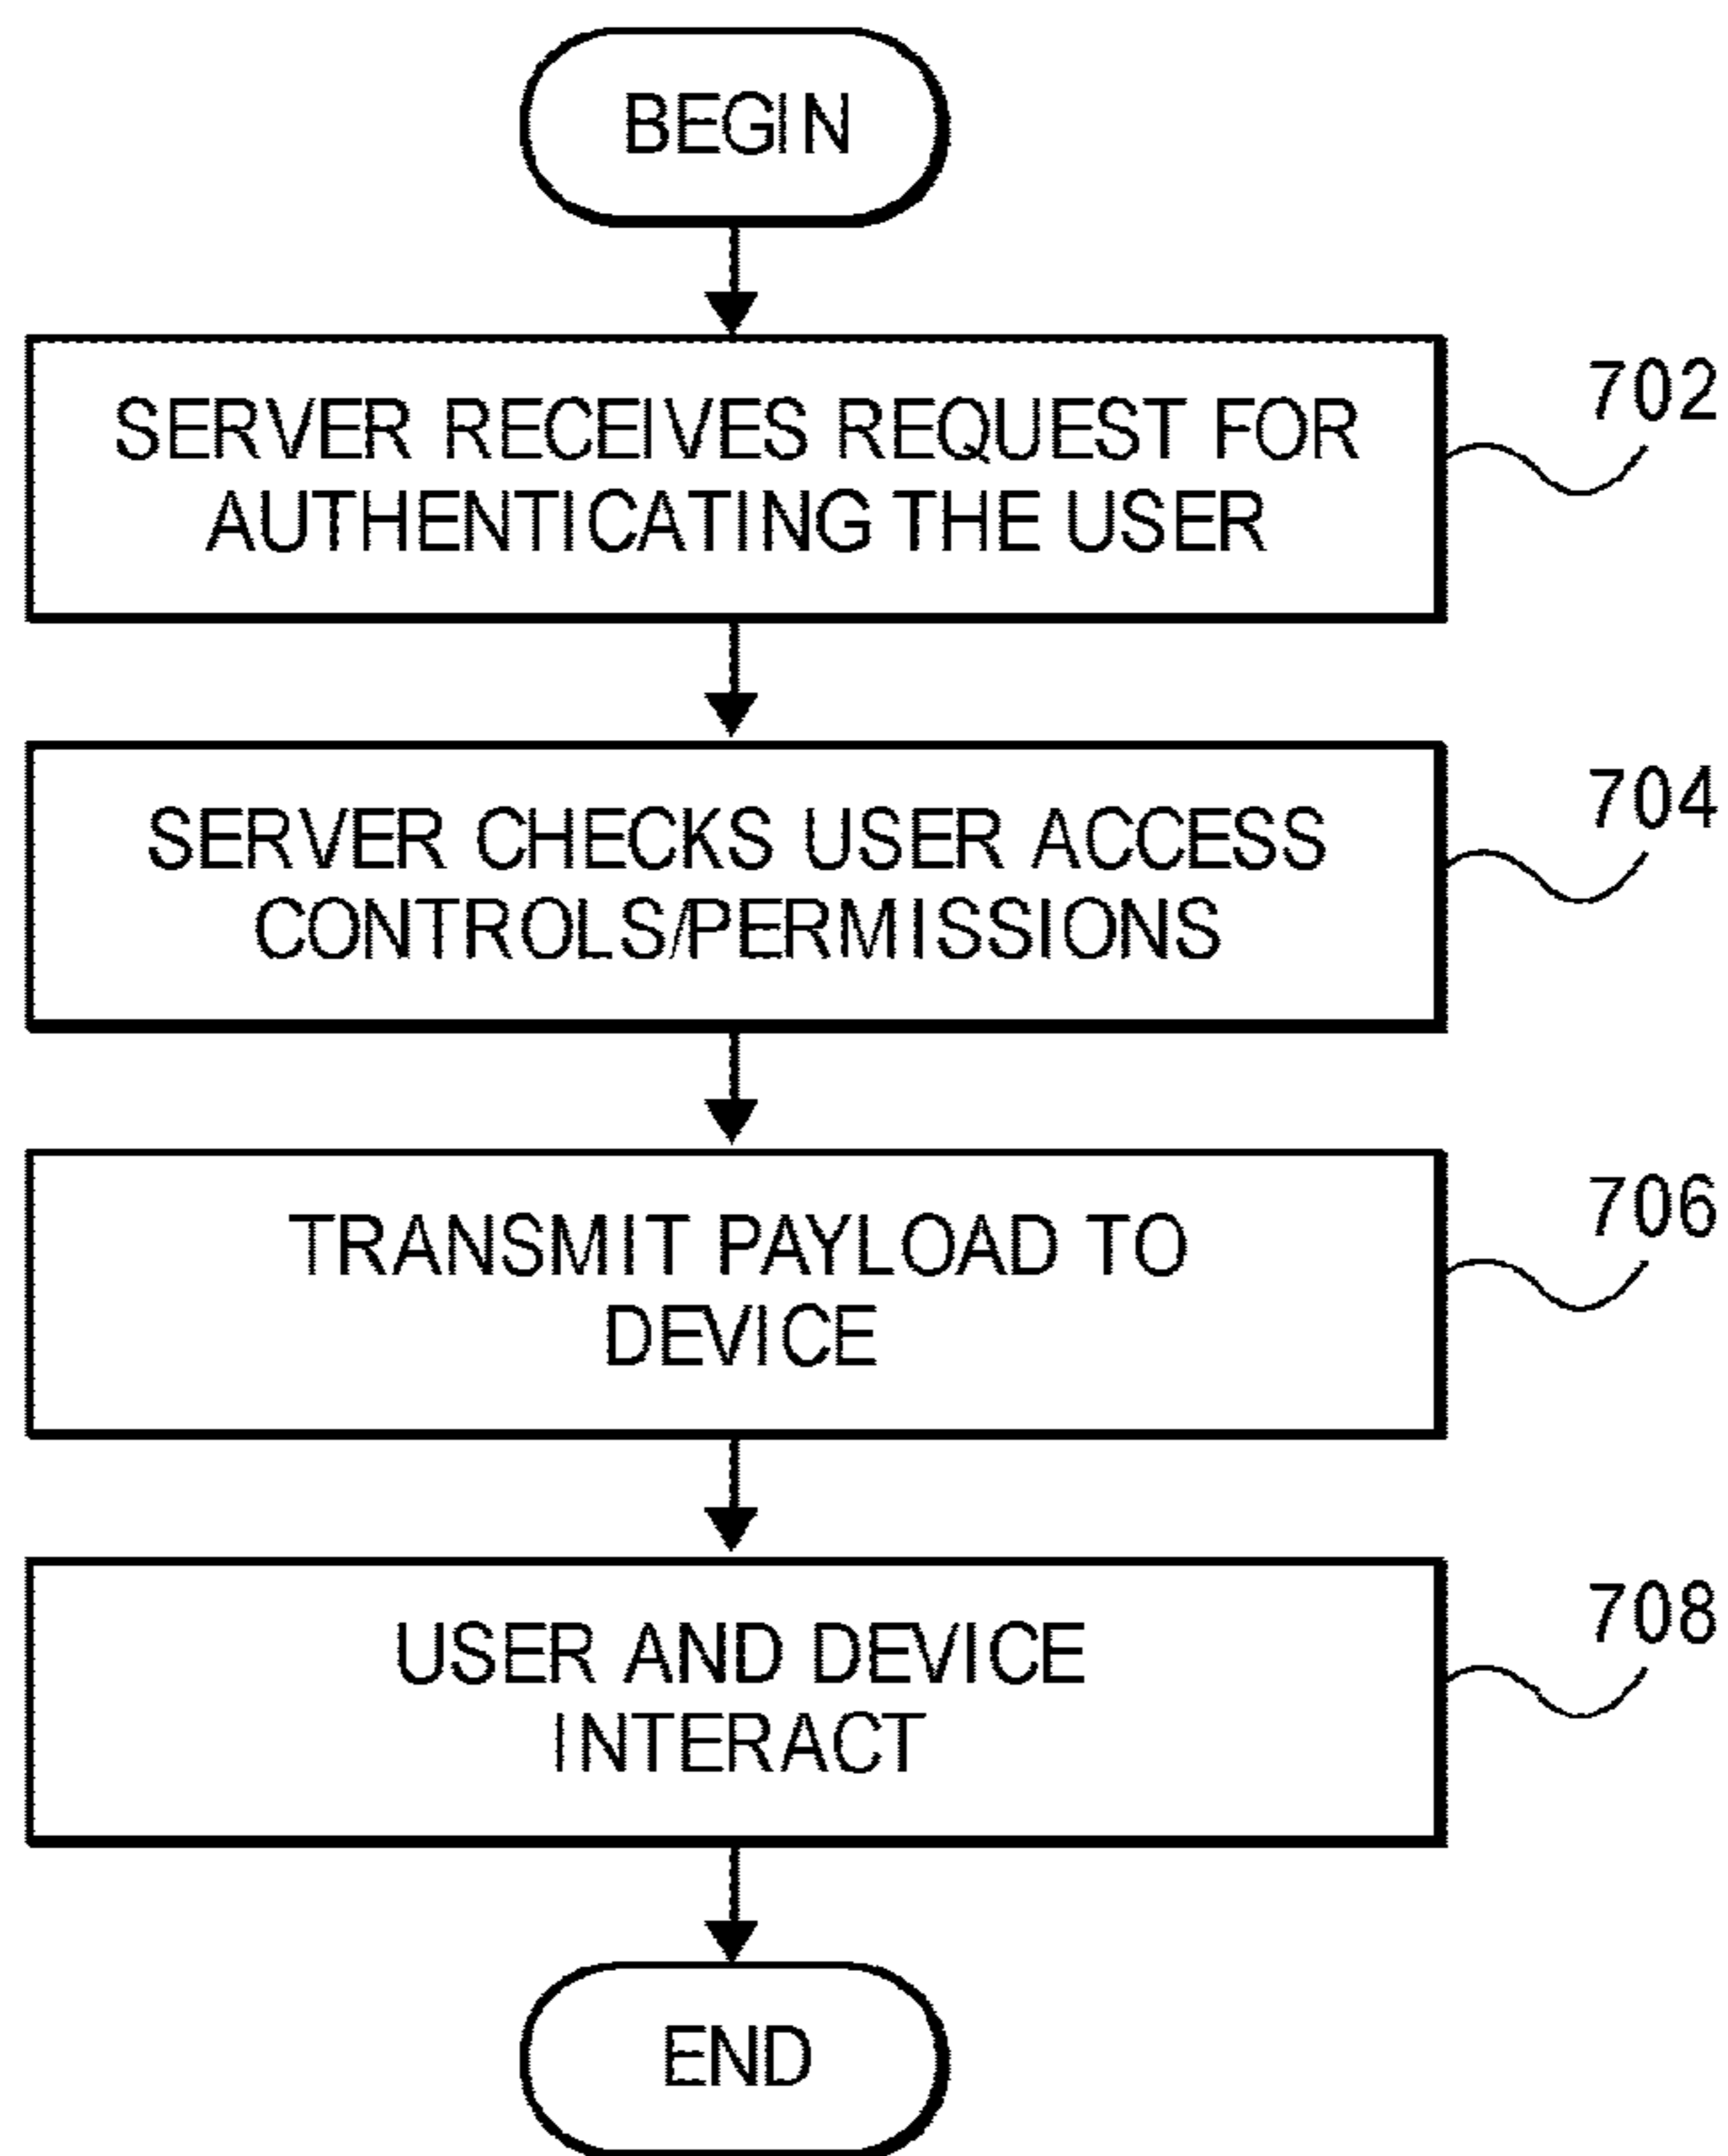 BEGIN
SERVER RECEIVES REQUEST FOR
AUTHENTICATING THE USER
702
SERVER CHECKS USER ACCESS
CONTROLS/PERMISSIONS
704
TRANSMIT PAYLOAD TO
DEVICE
706
USER AND DEVICE
INTERACT
708
END